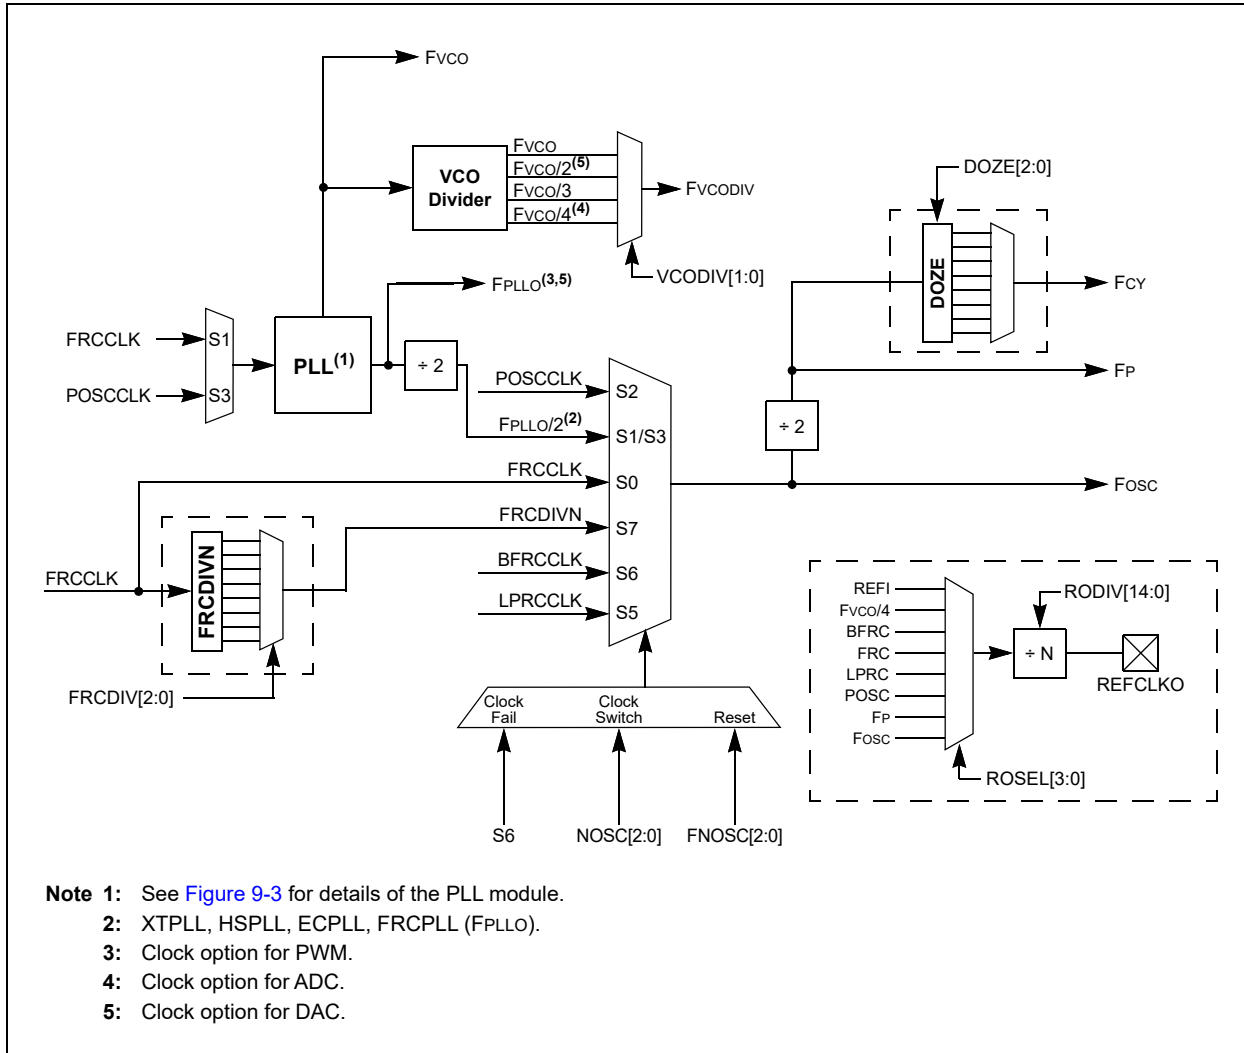 FVCO
FVCO
FVCO/2(5)
FVCO/3
FVCO/4(4)
VCO
Divider
FVCODIV
VCODIV[1:0]
DOZE[2:0]
DOZE
FCY
FPLLO(3,5)
FRCCLK
S1
POSCCLK
S3
PLL(1)
÷ 2
FP
÷ 2
POSCCLK
S2
FPLLO/2(2)
S1/S3
FRCCLK
S0
FOSC
FRCDIVN
S7
BFRCCLK
S6
LPRCCLK
S5
FRCCLK
FRCDIVN
FRCDIV[2:0]
Clock
Fail
Clock
Switch
Reset
S6
NOSC[2:0]
FNOSC[2:0]
REFI
FVCO/4
BFRC
FRC
LPRC
POSC
FP
FOSC
RODIV[14:0]
÷ N
REFCLKO
ROSEL[3:0]
Note 1: See Figure 9-3 for details of the PLL module.
2: XTPLL, HSPLL, ECPLL, FRCPLL (FPLLO).
3: Clock option for PWM.
4: Clock option for ADC.
5: Clock option for DAC.